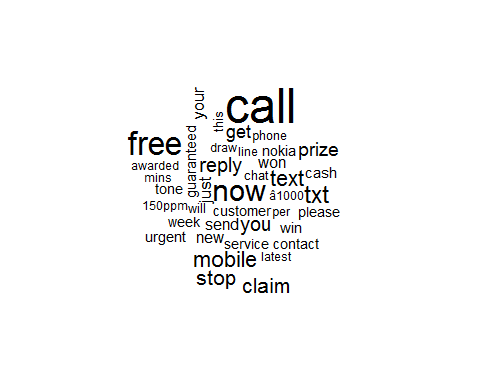 your
call
this
get phone
free
guaranteed
draw line nokia prize
awarded reply won
mins chat text cash
tone just now â1000 txt
150ppm will customer per please
week send you win
urgent new
service contact
mobile latest
stop claim